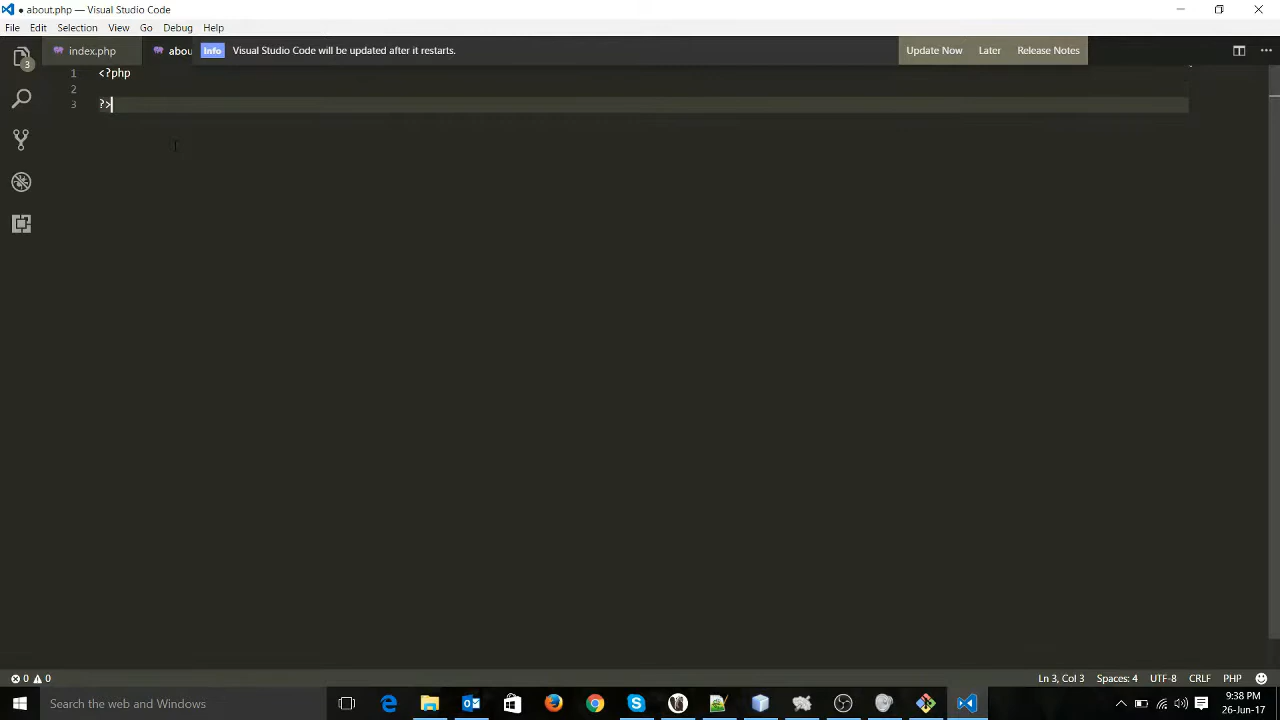 ● about.php — Visual Studio Code
File Edit Selection View Go Debug Help
index.php
abou
Info Visual Studio Code will be updated after it restarts.
Update Now Later Release Notes
3
1 <?php
2
3 ?>
0 0
Ln 3, Col 3 Spaces: 4 UTF-8 CRLF PHP
Search the web and Windows
9:38 PM
26-Jun-17